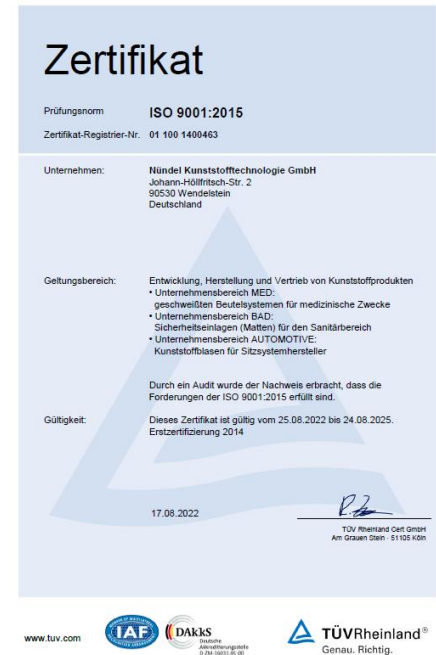 Zertifikat
Prüfungsnorm ISO 9001:2015
Zertifikat-Registrier-Nr. 01 100 1400463
Unternehmen: Nündel Kunststofftechnologie GmbH
Johann-Höllfritsch-Str. 2
90530 Wendelstein
Deutschland
Geltungsbereich: Entwicklung, Herstellung und Vertrieb von Kunststoffprodukten
• Unternehmensbereich MED:
geschweißten Beutelsystemen für medizinische Zwecke
• Unternehmensbereich BAD:
Sicherheitseinlagen (Matten) für den Sanitärbereich
• Unternehmensbereich AUTOMOTIVE:
Kunststoffblasen für Sitzsystemhersteller
Durch ein Audit wurde der Nachweis erbracht, dass die
Forderungen der ISO 9001:2015 erfüllt sind.
Gültigkeit: Dieses Zertifikat ist gültig vom 25.08.2022 bis 24.08.2025.
Erstzertifizierung 2014
17.08.2022
TÜV Rheinland Cert GmbH
Am Grauen Stein · 51105 Köln
www.tuv.com
IAF
DAkkS
Deutsche
Akkreditierungsstelle
TÜVRheinland®
Genau. Richtig.